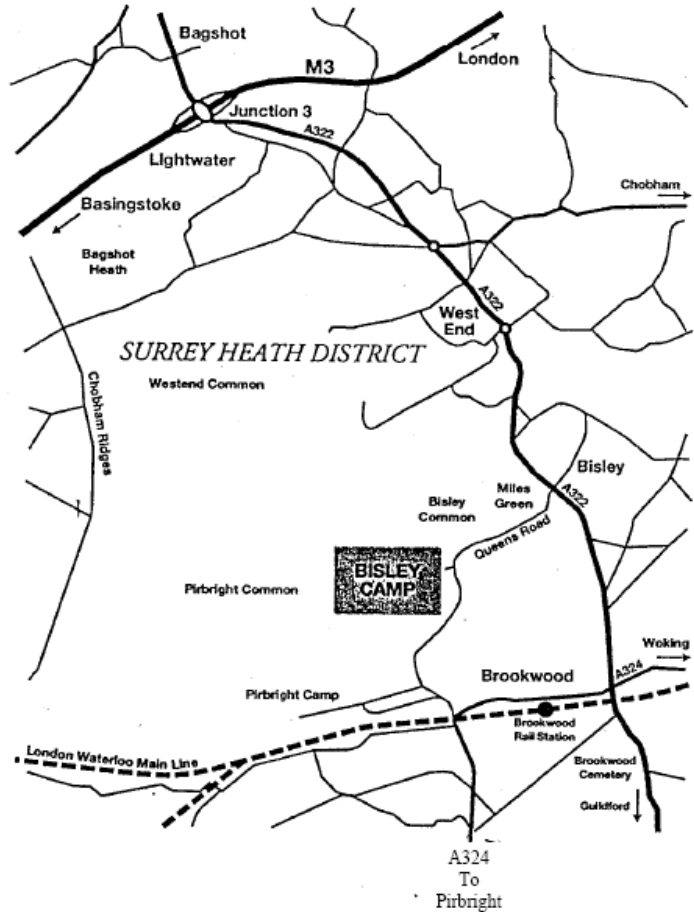 Bagshot
M3
London
Junction 3
A322
Lightwater
Chobham
Basingstoke
Bagshot
Heath
A322
West
End
SURREY HEATH DISTRICT
Westend Common
Chobham Ridges
Bisley
Miles
Green
A322
Bisley
Common
Queens Road
BISLEY
CAMP
Pirbright Common
Woking
A324
Brookwood
Pirbright Camp
Brookwood
Rail Station
London Waterloo Main Line
Brookwood
Cemetery
Guildford
A324
To
Pirbright